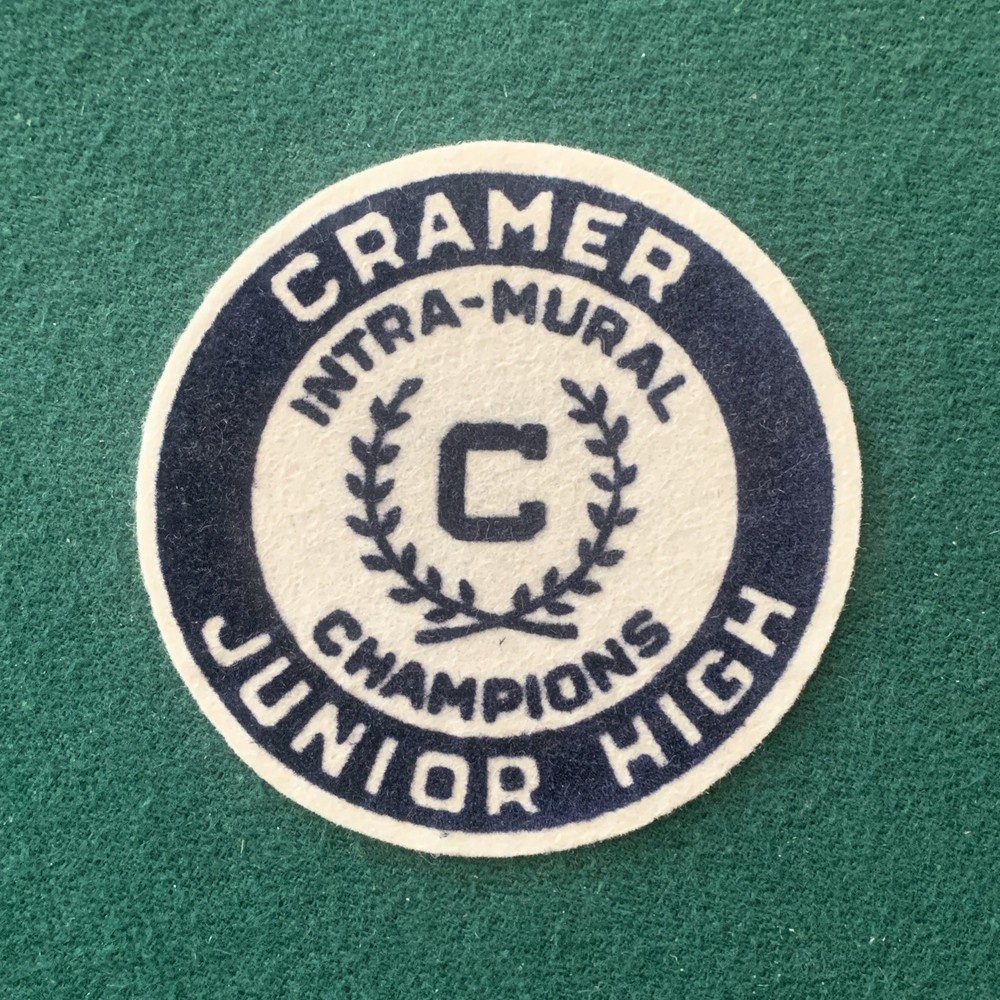 CRAMER
INTRA-MURAL
C
CHAMPIONS
JUNIOR HIGH